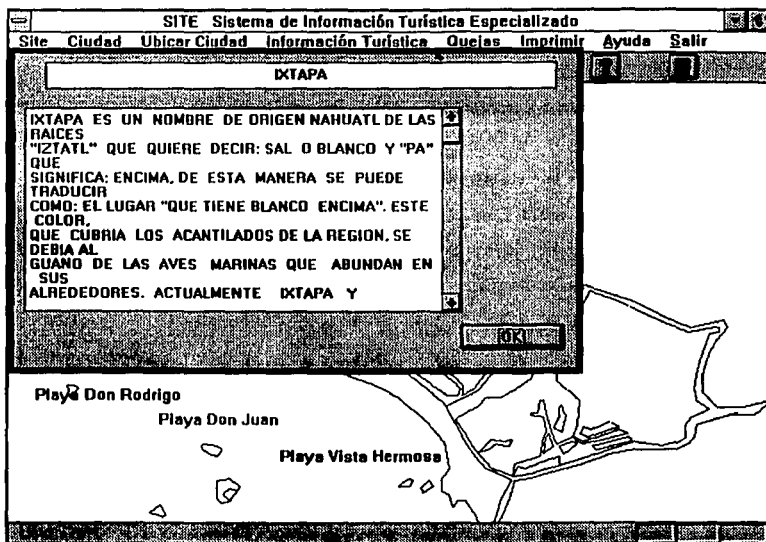 SITE Sistema de Información Turística Especializado
Site Ciudad Ubicar Ciudad Información Turística Quejas Imprimir Ayuda Salir
IXTAPA
IXTAPA ES UN NOMBRE DE ORIGEN NAHUATL DE LAS
RAICES
"IZTATL" QUE QUIERE DECIR: SAL O BLANCO Y "PA"
QUE
SIGNIFICA: ENCIMA, DE ESTA MANERA SE PUEDE
TRADUCIR
COMO: EL LUGAR "QUE TIENE BLANCO ENCIMA". ESTE
COLOR,
QUE CUBRIA LOS ACANTILADOS DE LA REGION, SE
DEBIA AL
GUANO DE LAS AVES MARINAS QUE ABUNDAN EN
SUS
ALREDEDORES. ACTUALMENTE IXTAPA Y
OK
Playa Don Rodrigo
Playa Don Juan
Playa Vista Hermosa